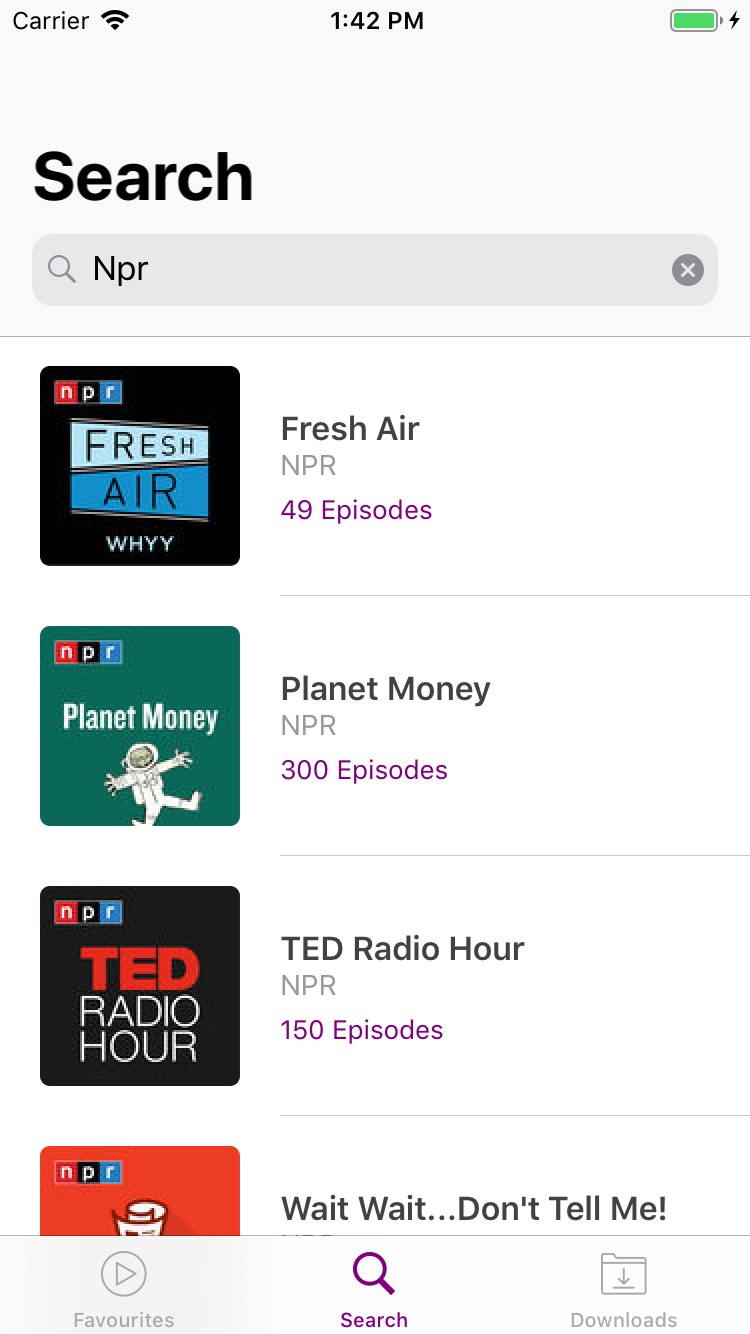 Carrier 1:42 PM
Search
Npr
npr
FRESH
AIR
WHYY
Fresh Air
NPR
49 Episodes
npr
Planet Money
Planet Money
NPR
300 Episodes
npr
TED
RADIO
HOUR
TED Radio Hour
NPR
150 Episodes
npr
Wait Wait...Don't Tell Me!
Favourites Search Downloads